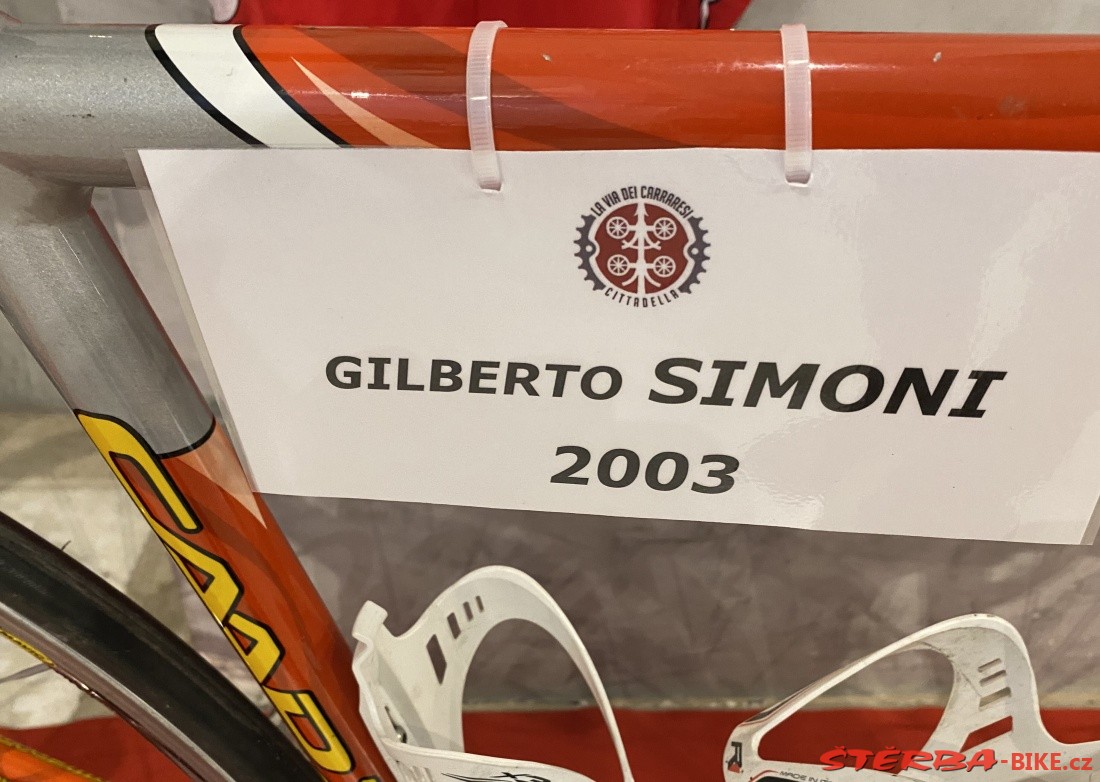 LA VIA DEI CARRARESI
CITTADELLA
GILBERTO SIMONI
2003
ŠTĚRBA-BIKE.cz